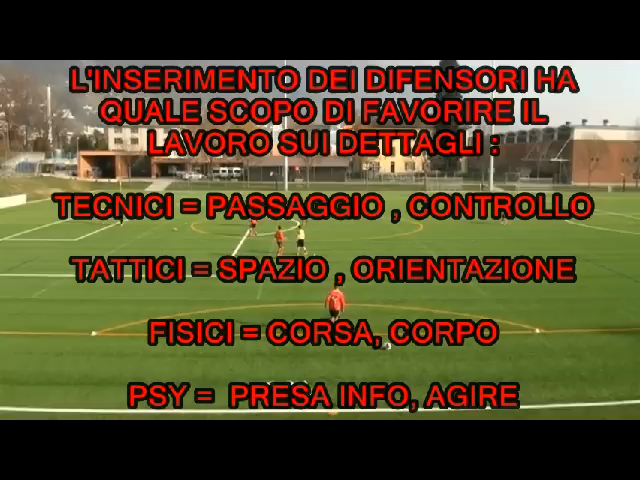 L'INSERIMENTO DEI DIFENSORI HA
QUALE SCOPO DI FAVORIRE IL
LAVORO SUI DETTAGLI :
TECNICI = PASSAGGIO , CONTROLLO
TATTICI = SPAZIO , ORIENTAZIONE
FISICI = CORSA, CORPO
PSY = PRESA INFO, AGIRE